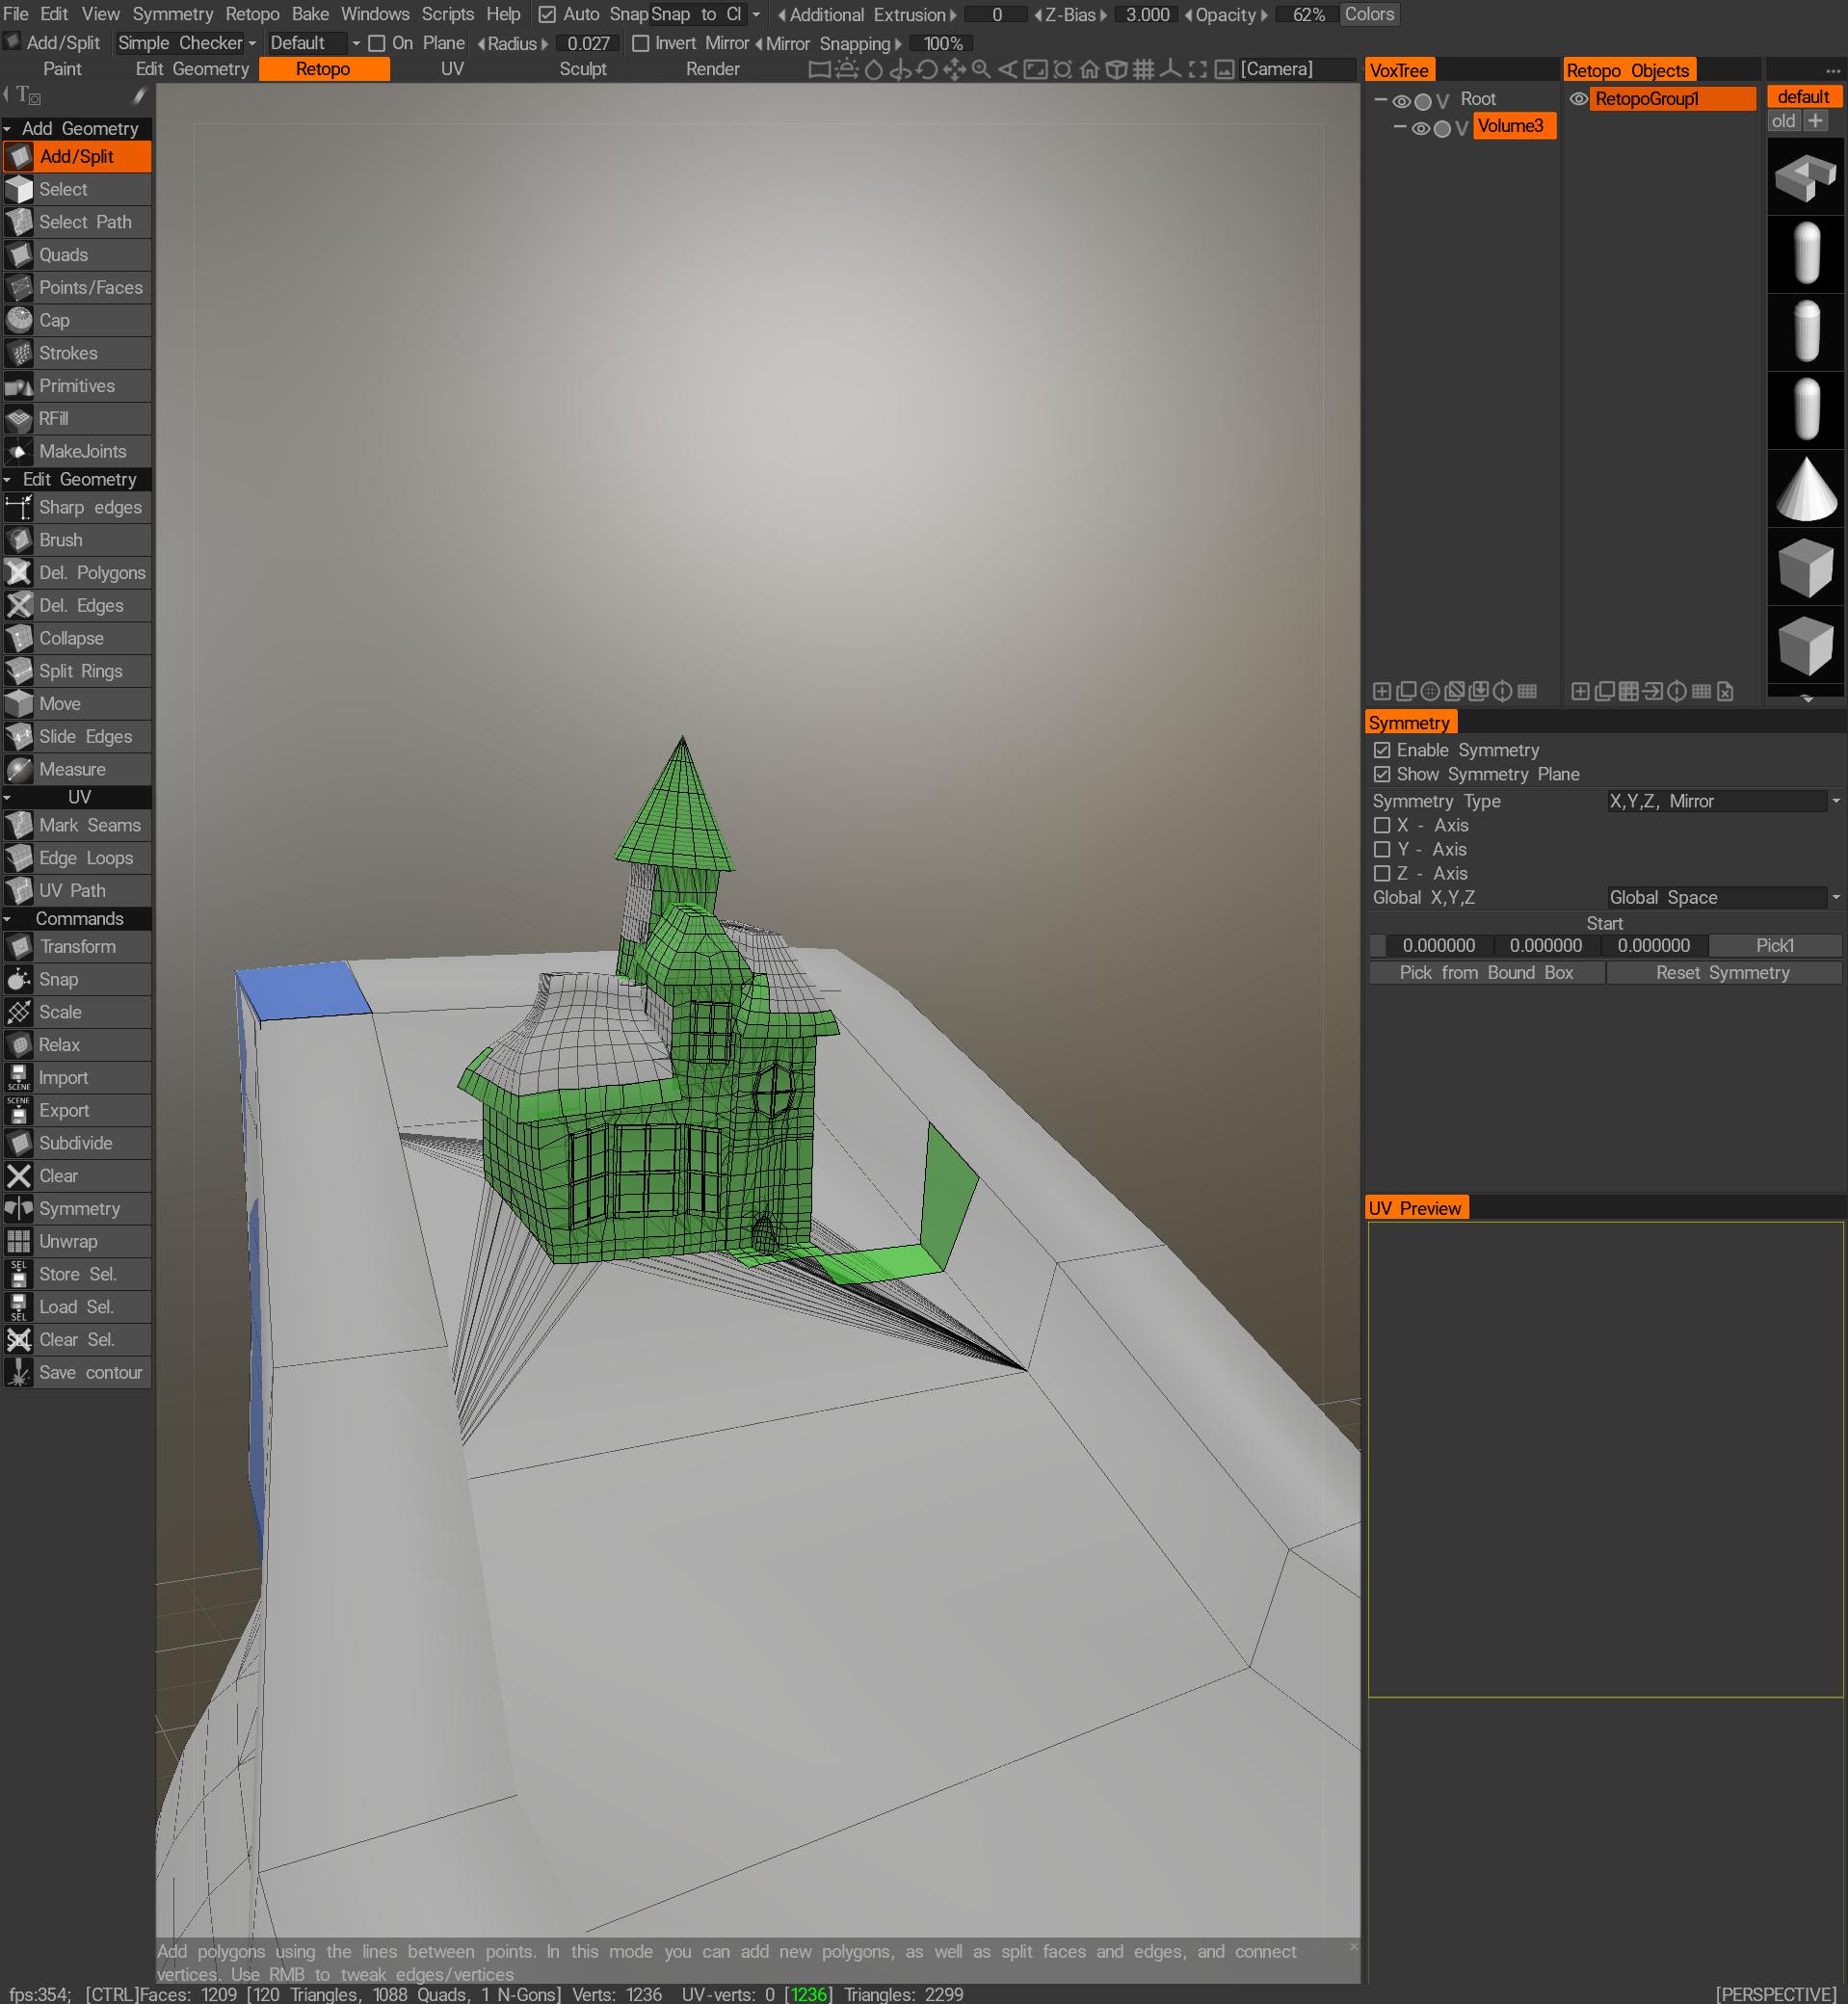 File Edit View Symmetry Retopo Bake Windows Scripts Help Auto Snap Snap to Cl Additional Extrusion 0 Z-Bias 3.000 Opacity 62% Colors
Add/Split Simple Checker Default On Plane Radius 0.027 Invert Mirror Mirror Snapping 100%
Paint Edit Geometry Retopo UV Sculpt Render [Camera]
Add Geometry
Add/Split
Select
Select Path
Quads
Points/Faces
Cap
Strokes
Primitives
RFill
MakeJoints
Edit Geometry
Sharp edges
Brush
Del. Polygons
Del. Edges
Collapse
Split Rings
Move
Slide Edges
Measure
UV
Mark Seams
Edge Loops
UV Path
Commands
Transform
Snap
Scale
Relax
SCENE
Import
SCENE
Export
Subdivide
Clear
Symmetry
Unwrap
SEL
Store Sel.
SEL
Load Sel.
SEL
Clear Sel.
Save contour
VoxTree
Root
V
Volume3
V
Retopo Objects
RetopoGroup1
default
old
Symmetry
Enable Symmetry
Show Symmetry Plane
Symmetry Type X,Y,Z, Mirror
X - Axis
Y - Axis
Z - Axis
Global X,Y,Z Global Space
Start
0.000000 0.000000 0.000000 Pick1
Pick from Bound Box Reset Symmetry
UV Preview
Add polygons using the lines between points. In this mode you can add new polygons, as well as split faces and edges, and connect
vertices. Use RMB to tweak edges/vertices
fps:354; [CTRL]Faces: 1209 [120 Triangles, 1088 Quads, 1 N-Gons] Verts: 1236 UV-verts: 0 [1236] Triangles: 2299 [PERSPECTIVE]